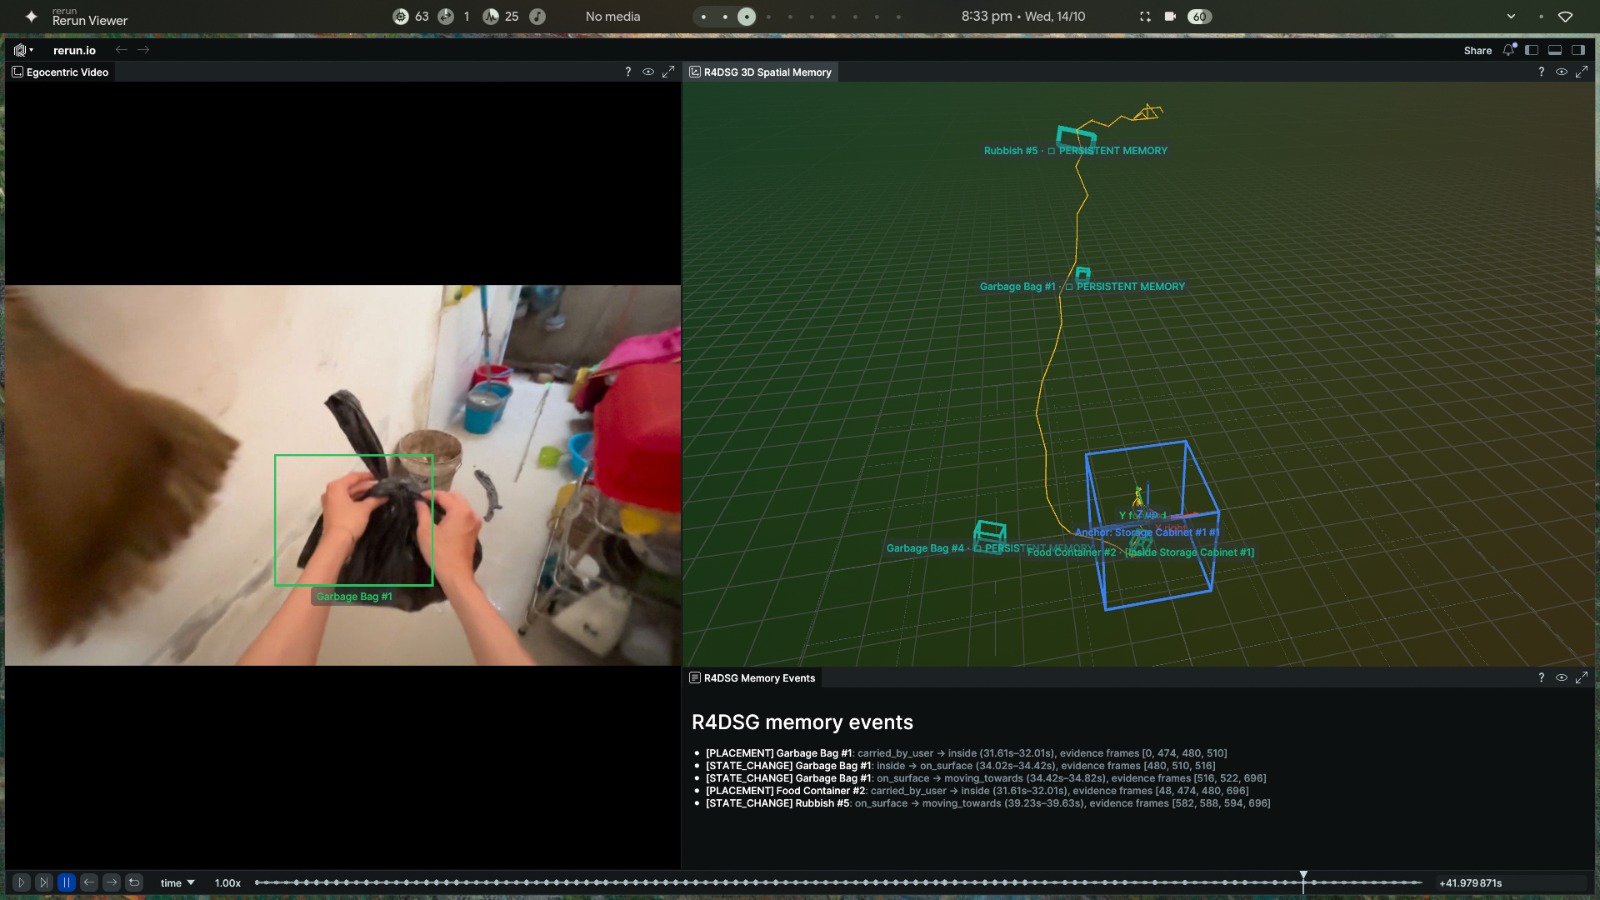 rerun
Rerun Viewer
63
1
25
No media
8:33 pm • Wed, 14/10
60
rerun.io
Share
Egocentric Video
?
R4DSG 3D Spatial Memory
?
Garbage Bag #1
Rubbish #5 · □ PERSISTENT MEMORY
Garbage Bag #1 · □ PERSISTENT MEMORY
Z up
Anchor: Storage Cabinet #1 #1
Garbage Bag #4 · □ PERSISTENT
Food Container #2 · [inside Storage Cabinet #1]
R4DSG Memory Events
?
R4DSG memory events
• [PLACEMENT] Garbage Bag #1: carried_by_user → inside (31.61s–32.01s), evidence frames [0, 474, 480, 510]
• [STATE_CHANGE] Garbage Bag #1: inside → on_surface (34.02s–34.42s), evidence frames [480, 510, 516]
• [STATE_CHANGE] Garbage Bag #1: on_surface → moving_towards (34.42s–34.82s), evidence frames [516, 522, 696]
• [PLACEMENT] Food Container #2: carried_by_user → inside (31.61s–32.01s), evidence frames [48, 474, 480, 696]
• [STATE_CHANGE] Rubbish #5: on_surface → moving_towards (39.23s–39.63s), evidence frames [582, 588, 594, 696]
time
1.00x
+41.979 871s